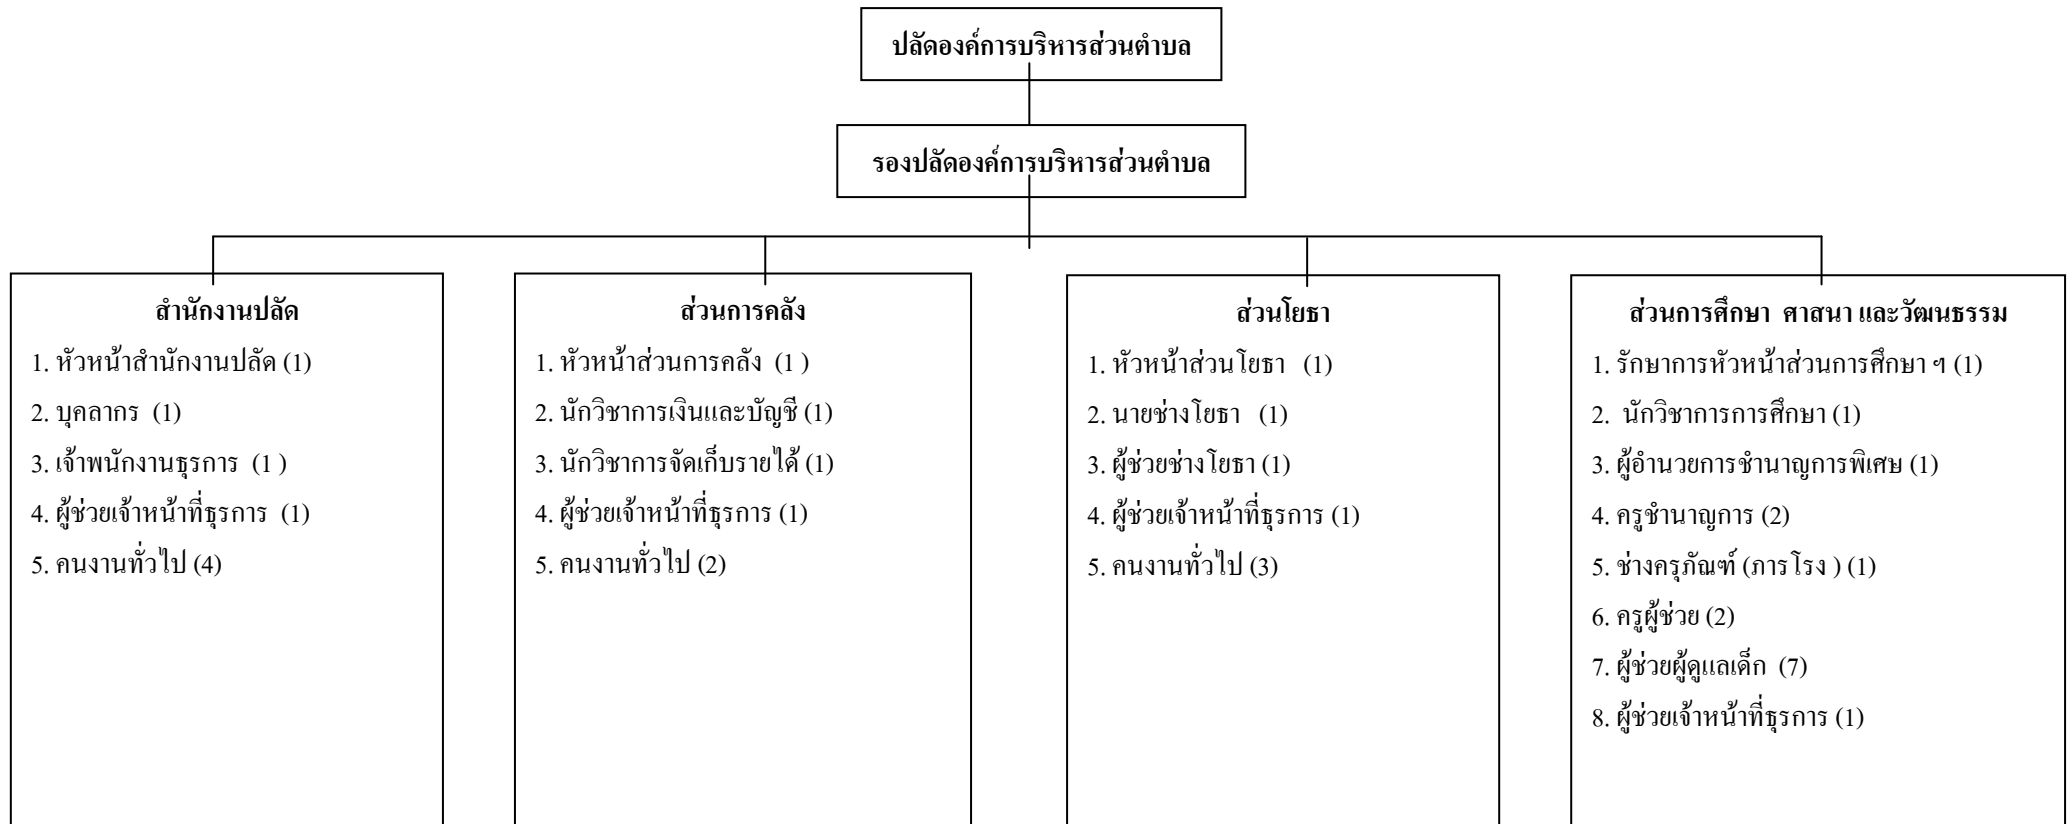 ปลัดองค์การบริหารส่วนตำบล
รองปลัดองค์การบริหารส่วนตำบล
สำนักงานปลัด
1. หัวหน้าสำนักงานปลัด (1)
2. บุคลากร (1)
3. เจ้าพนักงานธุรการ (1 )
4. ผู้ช่วยเจ้าหน้าที่ธุรการ (1)
5. คนงานทั่วไป (4)
ส่วนการคลัง
1. หัวหน้าส่วนการคลัง (1 )
2. นักวิชาการเงินและบัญชี (1)
3. นักวิชาการจัดเก็บรายได้ (1)
4. ผู้ช่วยเจ้าหน้าที่ธุรการ (1)
5. คนงานทั่วไป (2)
ส่วนโยธา
1. หัวหน้าส่วนโยธา (1)
2. นายช่างโยธา (1)
3. ผู้ช่วยช่างโยธา (1)
4. ผู้ช่วยเจ้าหน้าที่ธุรการ (1)
5. คนงานทั่วไป (3)
ส่วนการศึกษา ศาสนา และวัฒนธรรม
1. รักษาการหัวหน้าส่วนการศึกษา ฯ (1)
2. นักวิชาการการศึกษา (1)
3. ผู้อำนวยการชำนาญการพิเศษ (1)
4. ครูชำนาญการ (2)
5. ช่างครุภัณฑ์ (ภารโรง ) (1)
6. ครูผู้ช่วย (2)
7. ผู้ช่วยผู้ดูแลเด็ก (7)
8. ผู้ช่วยเจ้าหน้าที่ธุรการ (1)